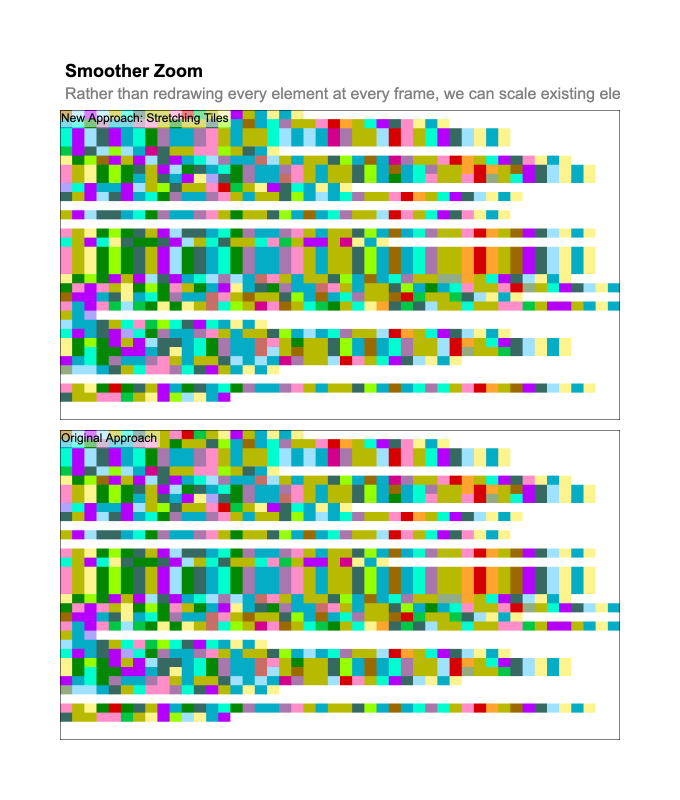 Smoother Zoom
Rather than redrawing every element at every frame, we can scale existing ele
New Approach: Stretching Tiles
Original Approach